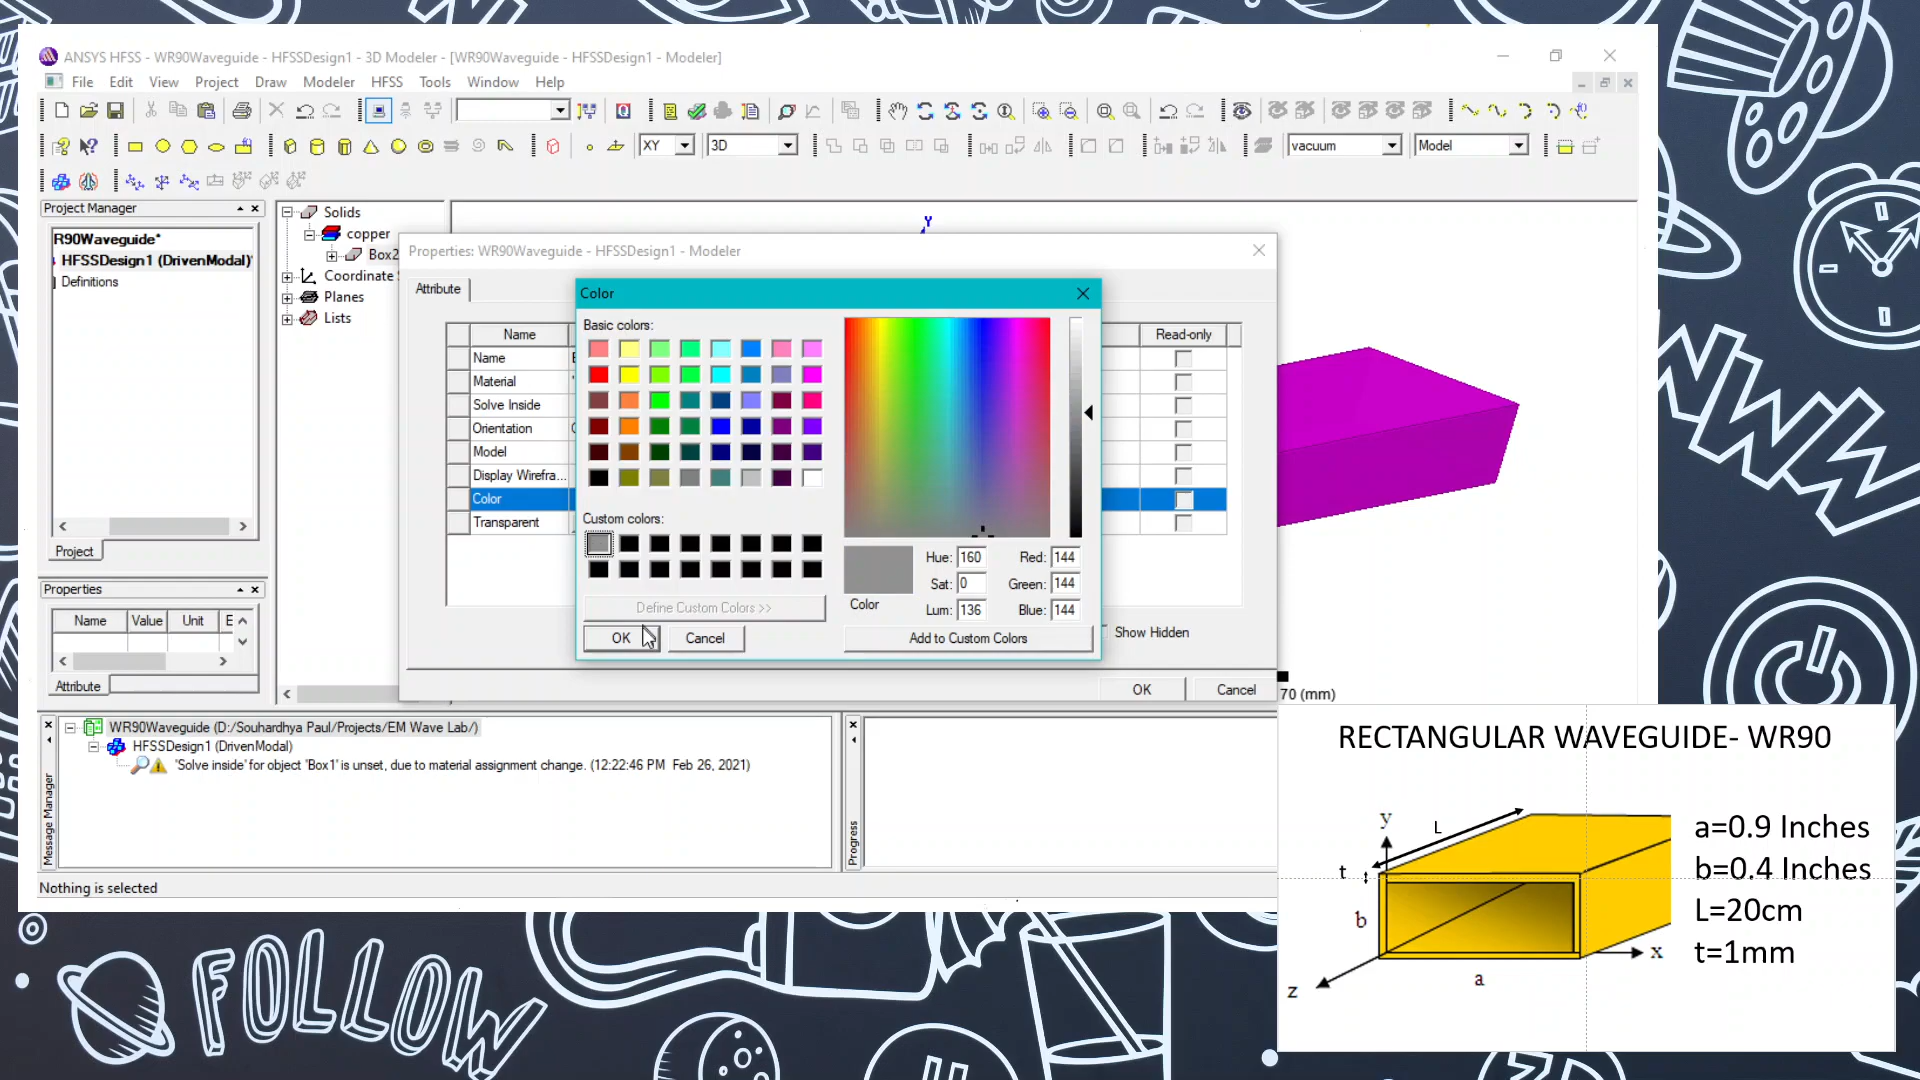 ANSYS HFSS - WR90Waveguide - HFSSDesign1 - 3D Modeler - [WR90Waveguide - HFSSDesign1 - Modeler]
File Edit View Project Draw Modeler HFSS Tools Window Help
XY 3D vacuum Model
Project Manager
R90Waveguide*
HFSSDesign1 (DrivenModal)*
Definitions
Project
Properties
Name Value Unit E
Attribute
Solids
copper
Box2
Coordinate S
Planes
Lists
Y
Properties: WR90Waveguide - HFSSDesign1 - Modeler
Attribute
Name Read-only
Name
Material
Solve Inside
Orientation
Model
Display Wirefra...
Color
Transparent
Show Hidden
OK Cancel
Color
Basic colors:
Custom colors:
Define Custom Colors >>
OK Cancel
Color
Hue: 160 Red: 144
Sat: 0 Green: 144
Lum: 136 Blue: 144
Add to Custom Colors
70 (mm)
Message Manager
WR90Waveguide (D:/Souhardhya Paul/Projects/EM Wave Lab/)
HFSSDesign1 (DrivenModal)
'Solve inside' for object 'Box1' is unset, due to material assignment change. (12:22:46 PM Feb 26, 2021)
Progress
Nothing is selected
RECTANGULAR WAVEGUIDE- WR90
y
L
t
b
x
a
z
a=0.9 Inches
b=0.4 Inches
L=20cm
t=1mm
FOLLOW